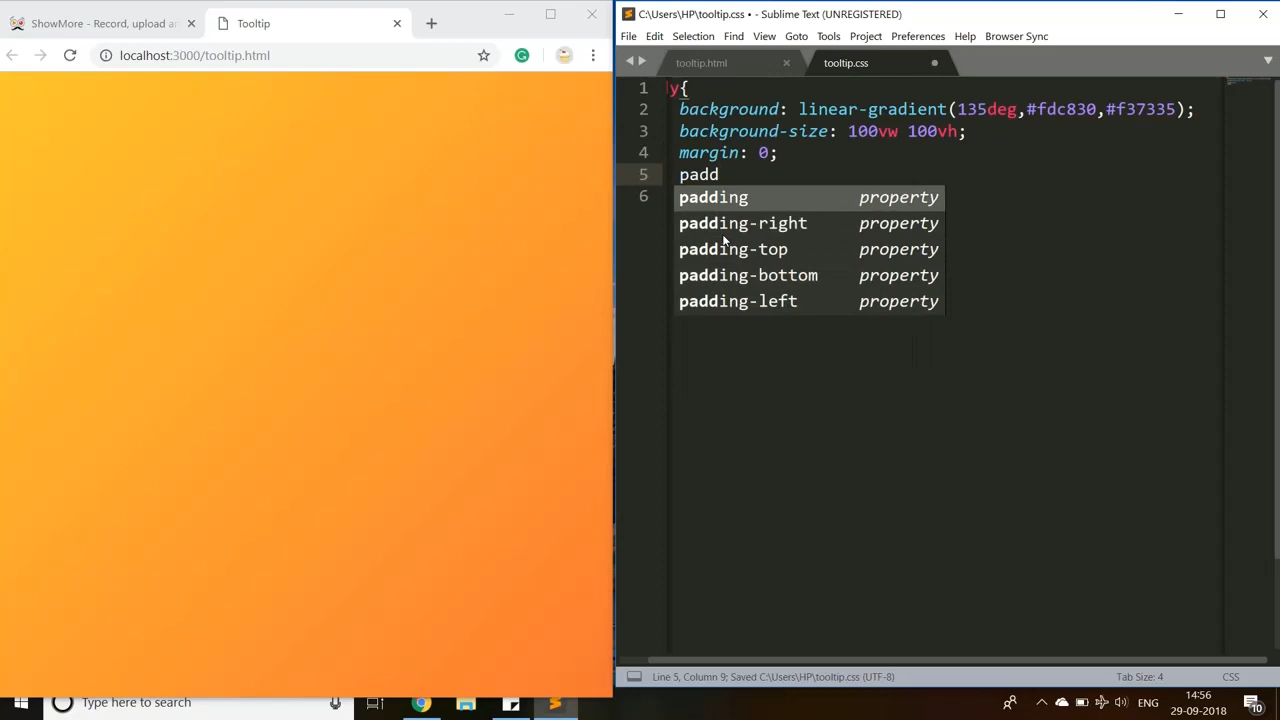 ShowMore - Record, upload an
Tooltip
localhost:3000/tooltip.html
C:\Users\HP\tooltip.css • - Sublime Text (UNREGISTERED)
File Edit Selection Find View Goto Tools Project Preferences Help Browser Sync
tooltip.html
tooltip.css
1 y{
2 background: linear-gradient(135deg,#fdc830,#f37335);
3 background-size: 100vw 100vh;
4 margin: 0;
5 padd
6
padding property
padding-right property
padding-top property
padding-bottom property
padding-left property
Line 5, Column 9; Saved C:\Users\HP\tooltip.css (UTF-8)
Tab Size: 4
CSS
Type here to search
ENG
14:56
29-09-2018
10